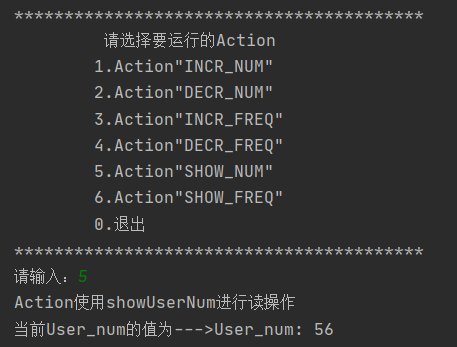 *****************************************
请选择要运行的Action
1.Action"INCR_NUM"
2.Action"DECR_NUM"
3.Action"INCR_FREQ"
4.Action"DECR_FREQ"
5.Action"SHOW_NUM"
6.Action"SHOW_FREQ"
0.退出
*****************************************
请输入：5
Action使用showUserNum进行读操作
当前User_num的值为--->User_num: 56